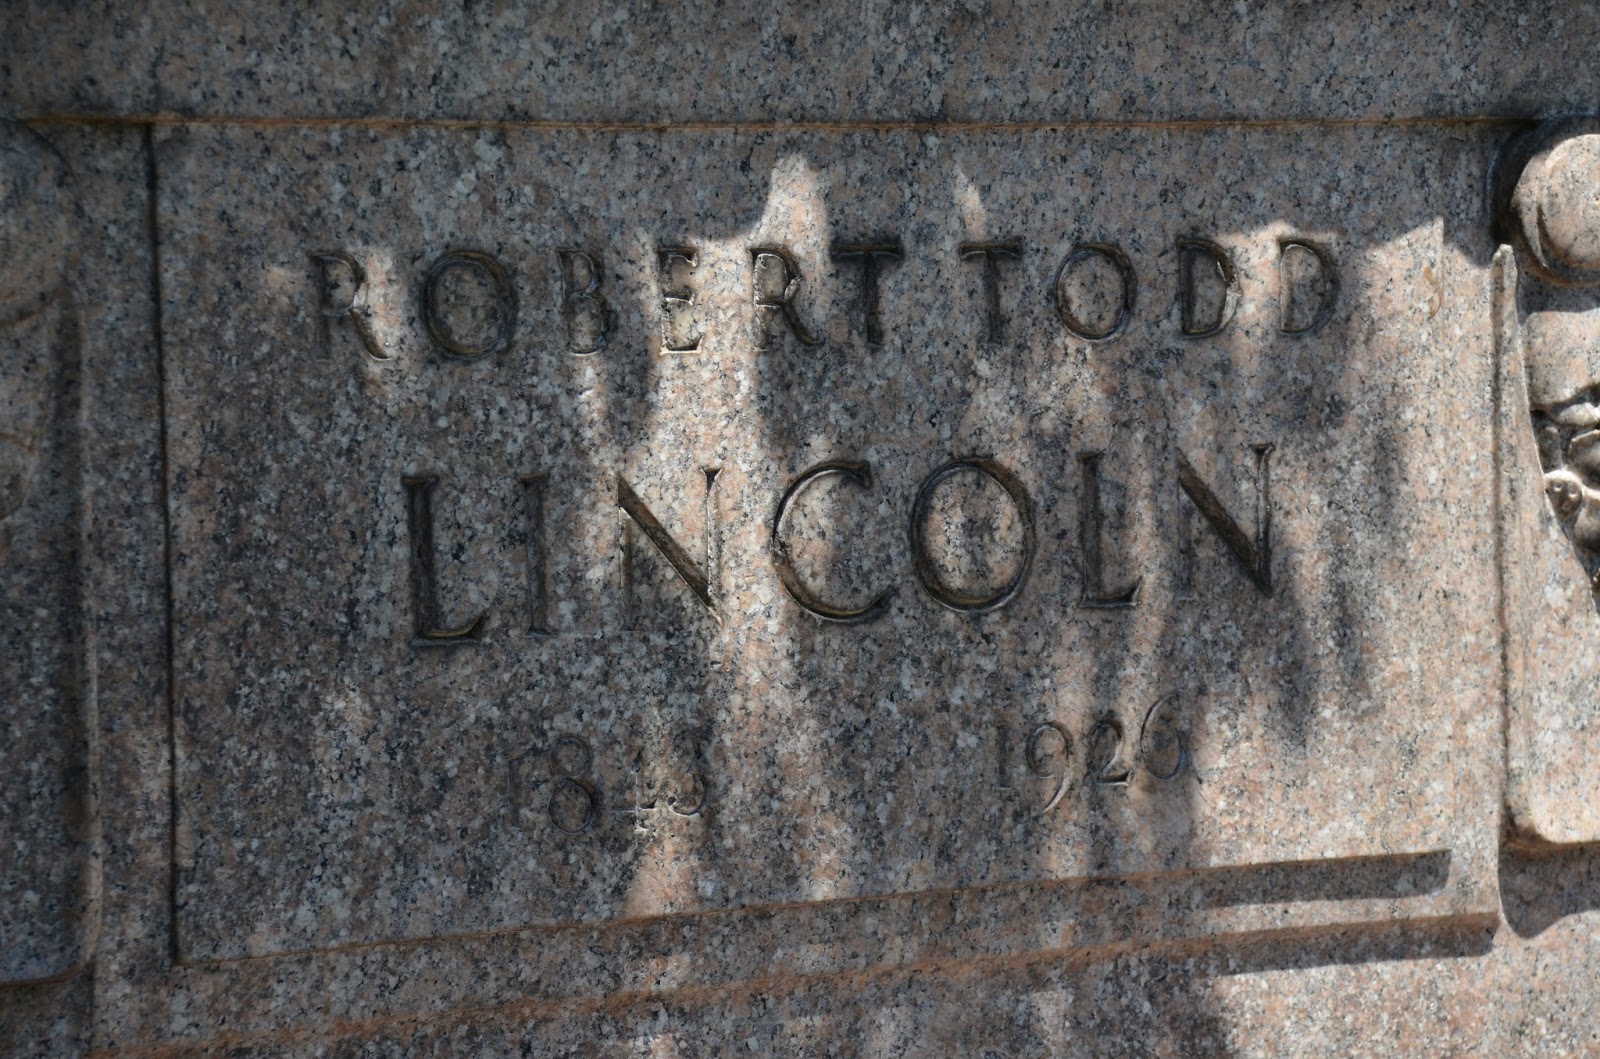 ROBERT TODD
LINCOLN
1843 1926